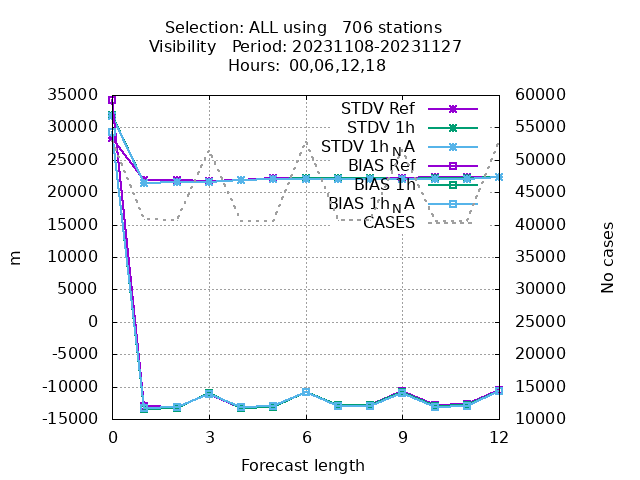 Selection: ALL using   706 stations
Visibility   Period: 20231108-20231127
Hours:  00,06,12,18
35000
30000
25000
20000
15000
10000
5000
0
-5000
-10000
-15000
m
STDV Ref
STDV 1h
STDV 1h_NA
BIAS Ref
BIAS 1h
BIAS 1h_NA
CASES
60000
55000
50000
45000
40000
35000
30000
25000
20000
15000
10000
No cases
0 3 6 9 12
Forecast length